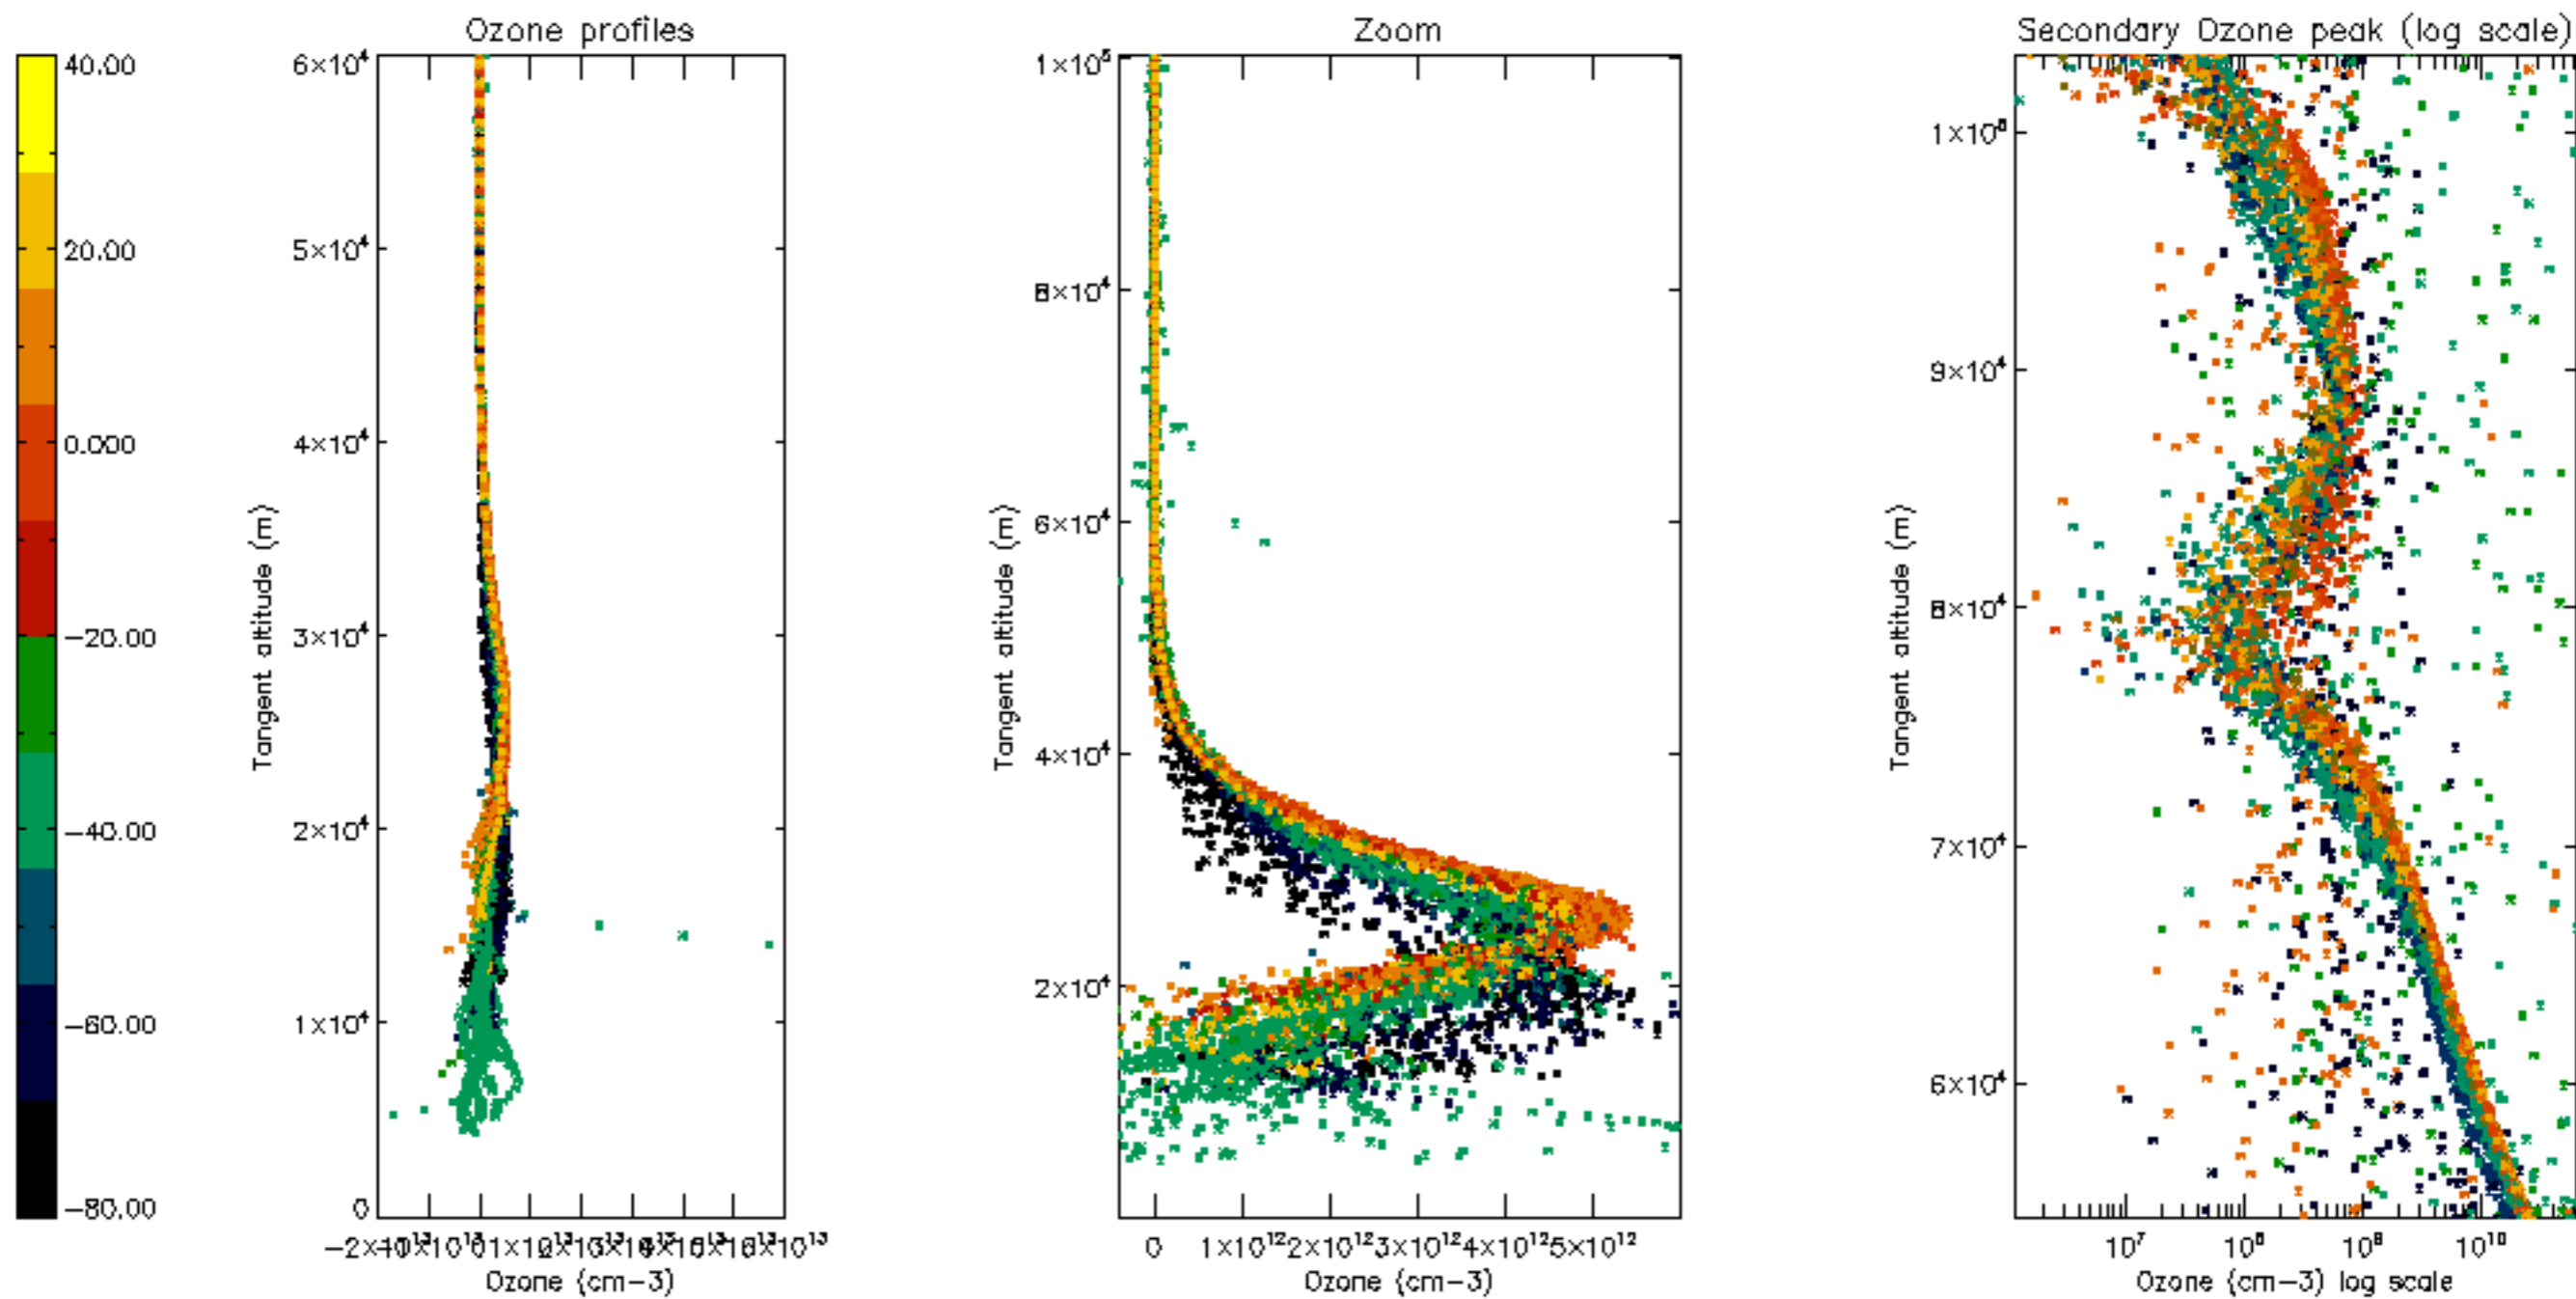 Ozone profiles
Zoom
Secondary Ozone peak (log scale)
40.00
20.00
0.000
−20.00
−40.00
−60.00
−80.00
Tangent altitude (m)
6×10⁴
5×10⁴
4×10⁴
3×10⁴
2×10⁴
1×10⁴
0
Ozone (cm−3)
Tangent altitude (m)
1×10⁵
8×10⁴
6×10⁴
4×10⁴
2×10⁴
0 1×10¹² 2×10¹² 3×10¹² 4×10¹² 5×10¹²
Ozone (cm−3)
Tangent altitude (m)
9×10⁴
8×10⁴
7×10⁴
6×10⁴
10⁷ 10⁸ 10⁹ 10¹⁰
Ozone (cm−3) log scale